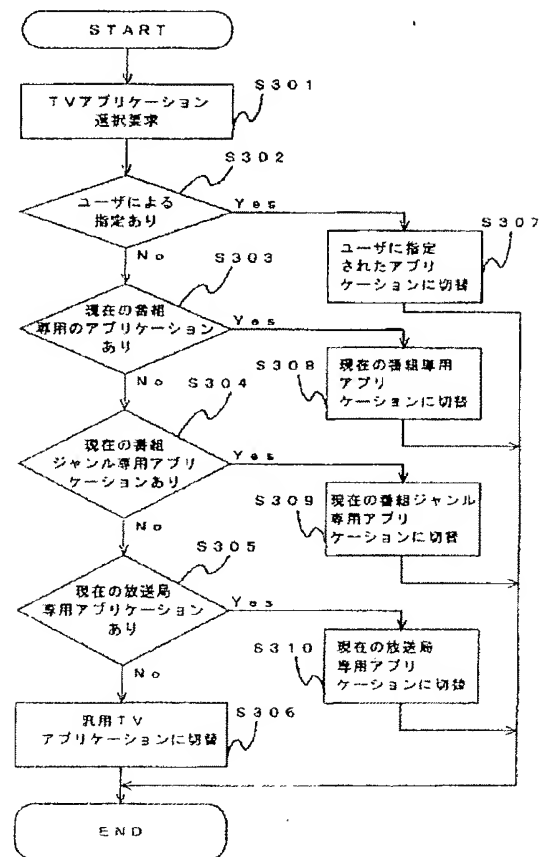 START
S301
TVアプリケーション
選択要求
S302
ユーザによる
指定あり
Yes
No
S307
ユーザに指定
されたアプリ
ケーションに切替
S303
現在の番組
専用のアプリケーション
あり
Yes
No
S308
現在の番組専用
アプリ
ケーションに切替
S304
現在の番組
ジャンル専用アプリ
ケーションあり
Yes
No
S309
現在の番組ジャンル
専用アプリ
ケーションに切替
S305
現在の放送局
専用アプリケーション
あり
Yes
No
S310
現在の放送局
専用アプリ
ケーションに切替
S306
汎用TV
アプリケーションに切替
END